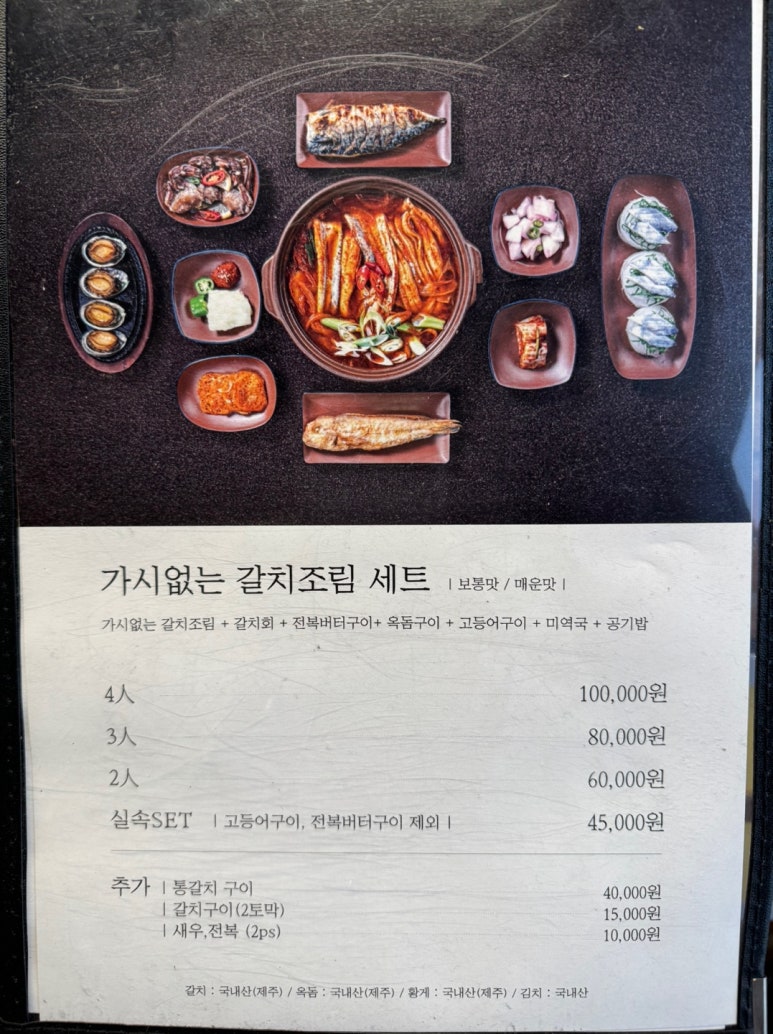 가시없는 갈치조림 세트 | 보통맛 / 매운맛 |
가시없는 갈치조림 + 갈치회 + 전복버터구이+ 옥돔구이 + 고등어구이 + 미역국 + 공기밥
4人 100,000원
3人 80,000원
2人 60,000원
실속SET | 고등어구이, 전복버터구이 제외 | 45,000원
추가 | 통갈치 구이 40,000원
| 갈치구이(2토막) 15,000원
| 새우,전복 (2ps) 10,000원
갈치 : 국내산(제주) / 옥돔 : 국내산(제주) / 황게 : 국내산(제주) / 김치 : 국내산